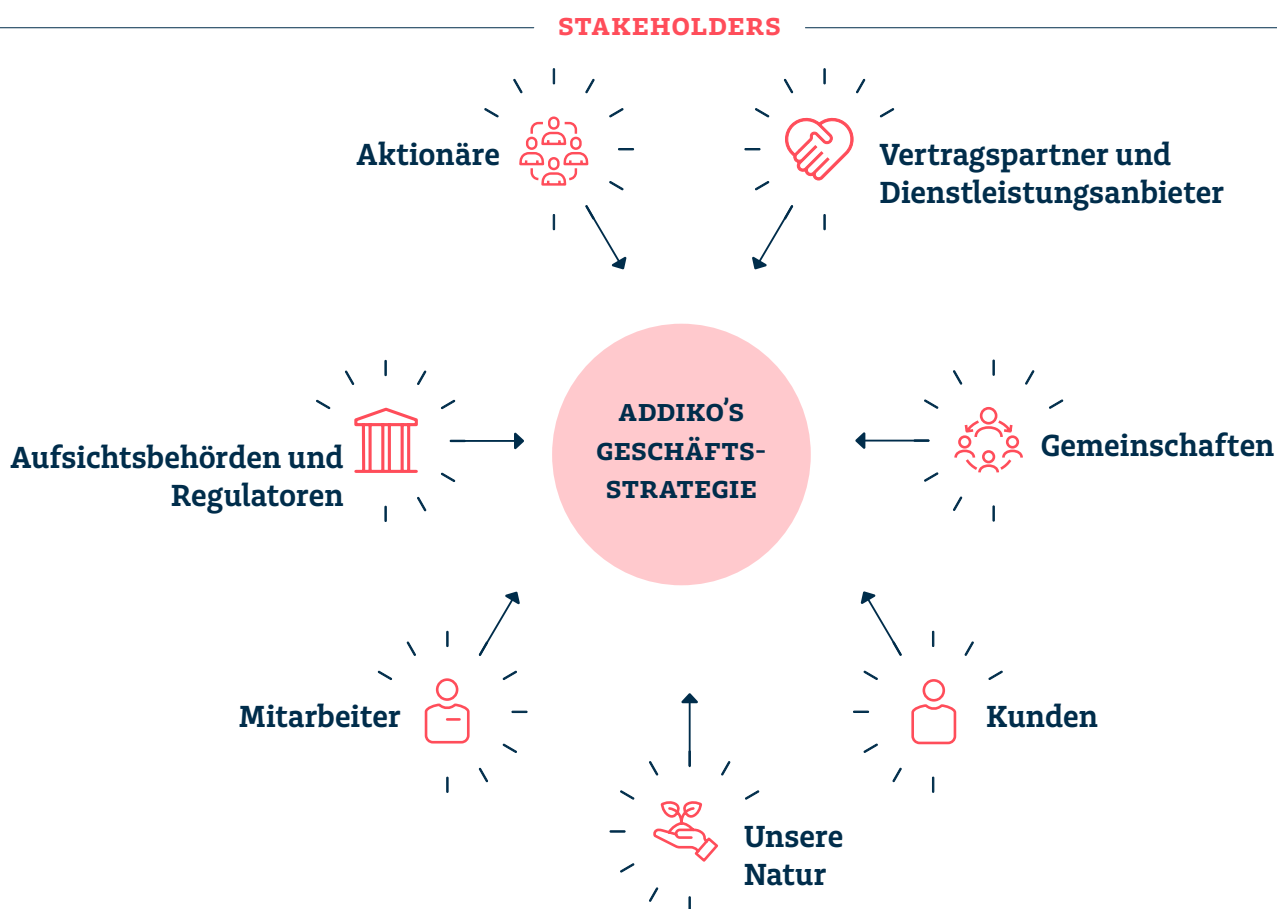 STAKEHOLDERS
Aktionäre
Vertragspartner und
Dienstleistungsanbieter
ADDIKO'S
GESCHÄFTS-
STRATEGIE
Aufsichtsbehörden und
Regulatoren
Gemeinschaften
Mitarbeiter
Kunden
Unsere
Natur